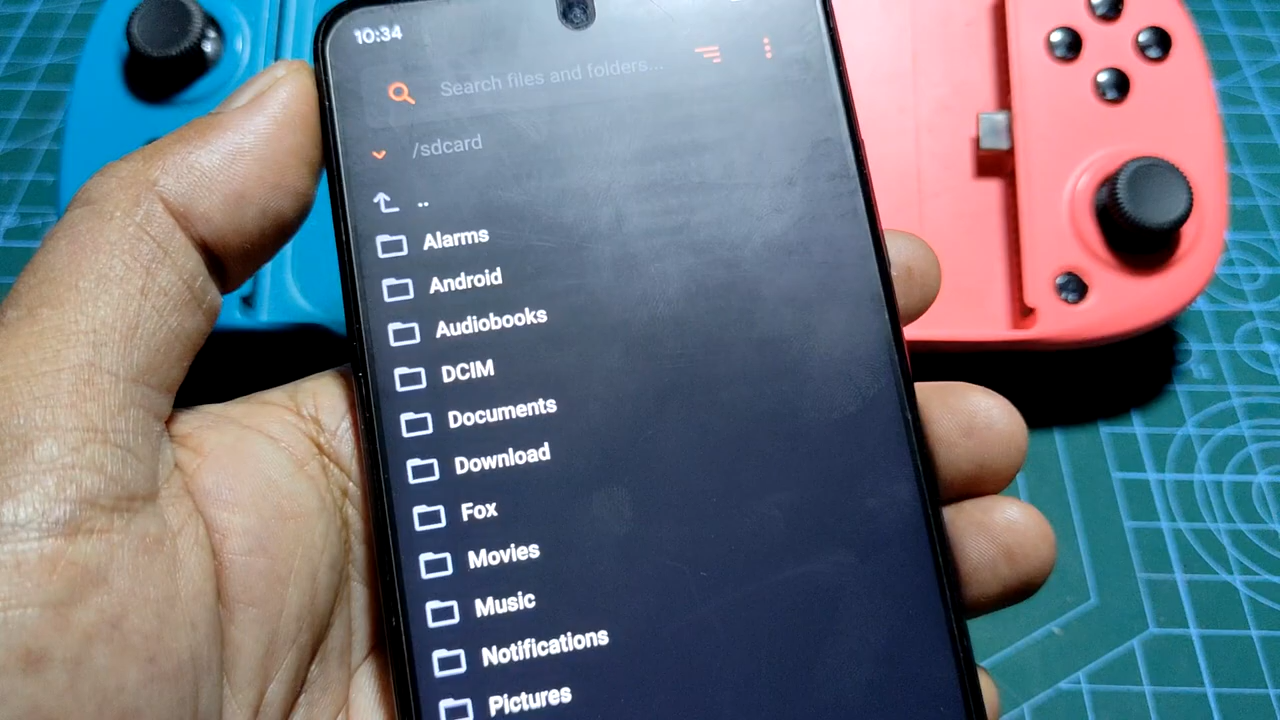 10:34
Search files and folders...
/sdcard
..
Alarms
Android
Audiobooks
DCIM
Documents
Download
Fox
Movies
Music
Notifications
Pictures